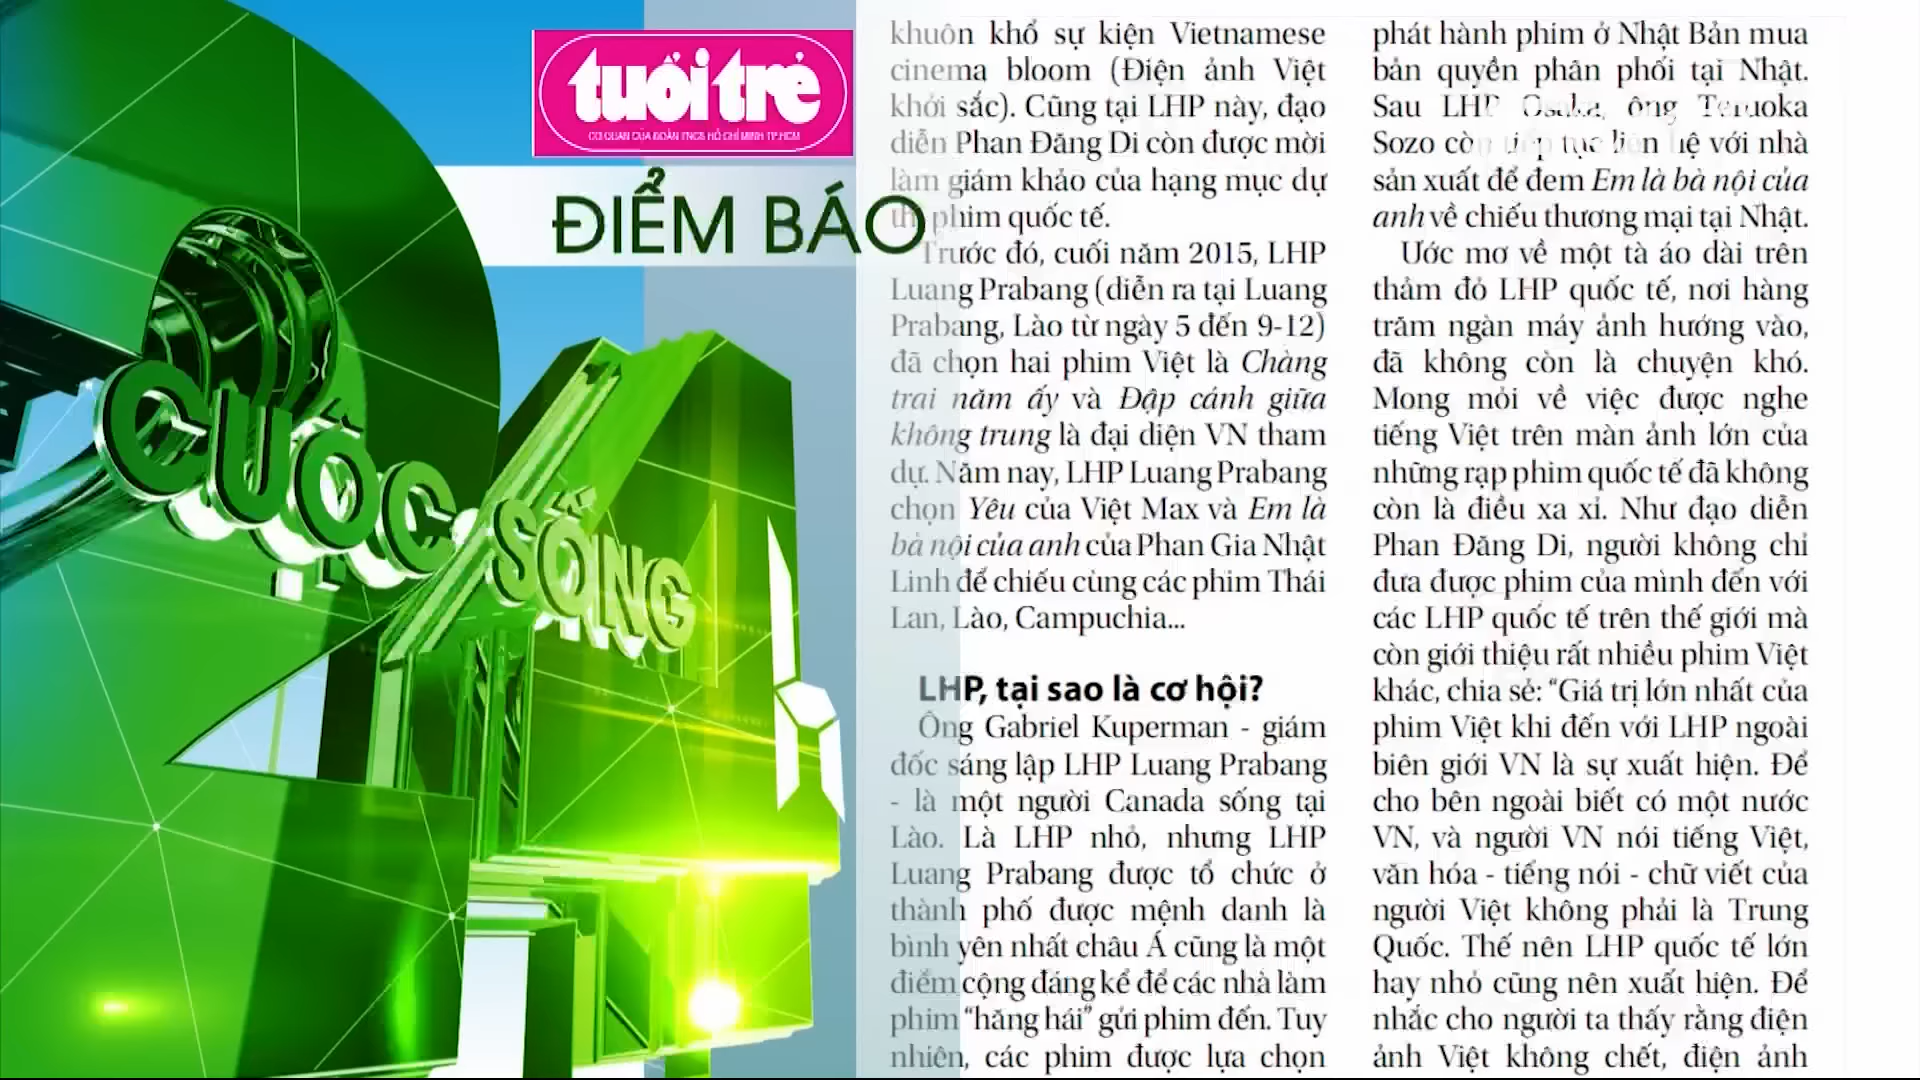 tuổi trẻ
CƠ QUAN CỦA ĐOÀN TNCS HỒ CHÍ MINH TP.HCM
ĐIỂM BÁO
CUỘC SỐNG
24h
khuôn khổ sự kiện Vietnamese
cinema bloom (Điện ảnh Việt
khởi sắc). Cũng tại LHP này, đạo
diễn Phan Đăng Di còn được mời
làm giám khảo của hạng mục dự
thi phim quốc tế.
Trước đó, cuối năm 2015, LHP
Luang Prabang (diễn ra tại Luang
Prabang, Lào từ ngày 5 đến 9-12)
đã chọn hai phim Việt là Chàng
trai năm ấy và Đập cánh giữa
không trung là đại diện VN tham
dự. Năm nay, LHP Luang Prabang
chọn Yêu của Việt Max và Em là
bà nội của anh của Phan Gia Nhật
Linh để chiếu cùng các phim Thái
Lan, Lào, Campuchia...
LHP, tại sao là cơ hội?
Ông Gabriel Kuperman - giám
đốc sáng lập LHP Luang Prabang
- là một người Canada sống tại
Lào. Là LHP nhỏ, nhưng LHP
Luang Prabang được tổ chức ở
thành phố được mệnh danh là
bình yên nhất châu Á cũng là một
điểm cộng đáng kể để các nhà làm
phim “hăng hái” gửi phim đến. Tuy
nhiên, các phim được lựa chọn
phát hành phim ở Nhật Bản mua
bản quyền phân phối tại Nhật.
Sau LHP Osaka, ông Teruoka
Sozo còn tiếp tục liên hệ với nhà
sản xuất để đem Em là bà nội của
anh về chiếu thương mại tại Nhật.
Ước mơ về một tà áo dài trên
thảm đỏ LHP quốc tế, nơi hàng
trăm ngàn máy ảnh hướng vào,
đã không còn là chuyện khó.
Mong mỏi về việc được nghe
tiếng Việt trên màn ảnh lớn của
những rạp phim quốc tế đã không
còn là điều xa xỉ. Như đạo diễn
Phan Đăng Di, người không chỉ
đưa được phim của mình đến với
các LHP quốc tế trên thế giới mà
còn giới thiệu rất nhiều phim Việt
khác, chia sẻ: “Giá trị lớn nhất của
phim Việt khi đến với LHP ngoài
biên giới VN là sự xuất hiện. Để
cho bên ngoài biết có một nước
VN, và người VN nói tiếng Việt,
văn hóa - tiếng nói - chữ viết của
người Việt không phải là Trung
Quốc. Thế nên LHP quốc tế lớn
hay nhỏ cũng nên xuất hiện. Để
nhắc cho người ta thấy rằng điện
ảnh Việt không chết, điện ảnh